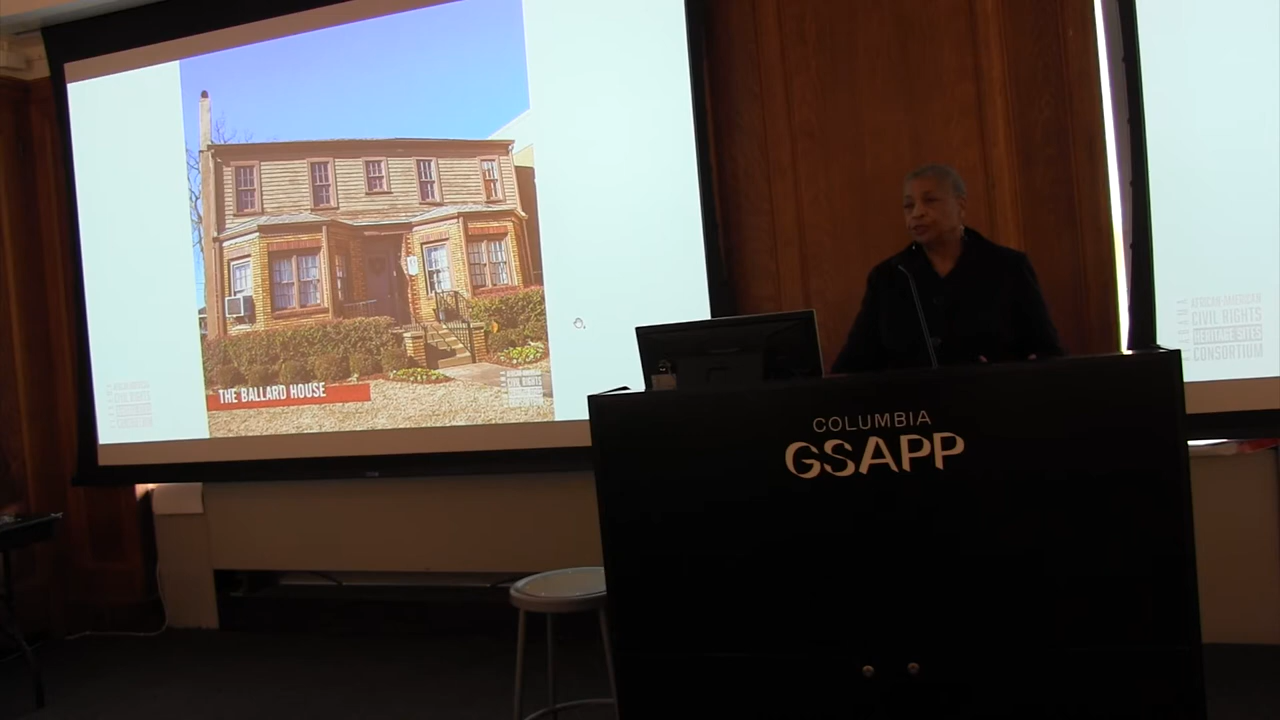 THE BALLARD HOUSE
COLUMBIA
GSAPP
AFRICAN-AMERICAN
CIVIL RIGHTS
HERITAGE SITES
CONSORTIUM